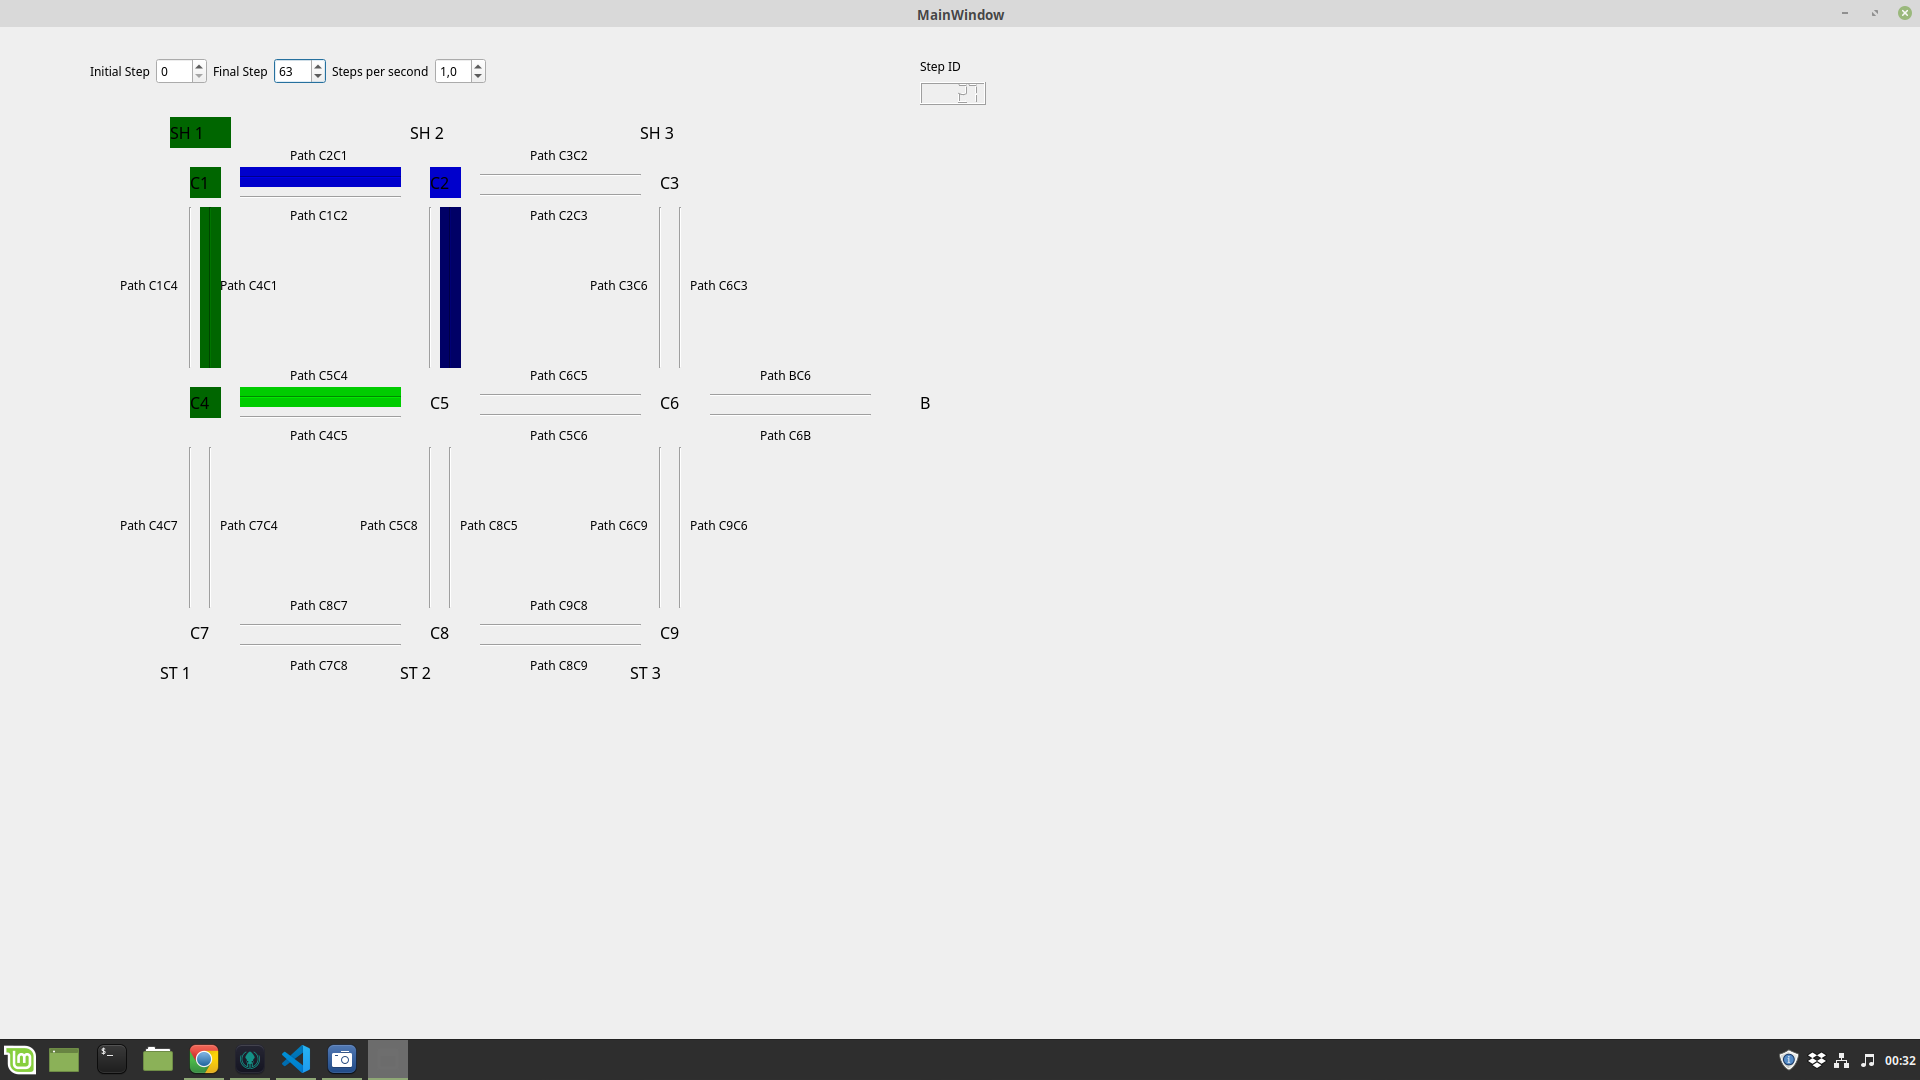 MainWindow
Initial Step 0 Final Step 63 Steps per second 1,0
Step ID
27
SH 1 SH 2 SH 3
Path C2C1 Path C3C2
C1 C2 C3
Path C1C2 Path C2C3
Path C1C4 Path C4C1 Path C3C6 Path C6C3
Path C5C4 Path C6C5 Path BC6
C4 C5 C6 B
Path C4C5 Path C5C6 Path C6B
Path C4C7 Path C7C4 Path C5C8 Path C8C5 Path C6C9 Path C9C6
Path C8C7 Path C9C8
C7 C8 C9
Path C7C8 Path C8C9
ST 1 ST 2 ST 3
00:32